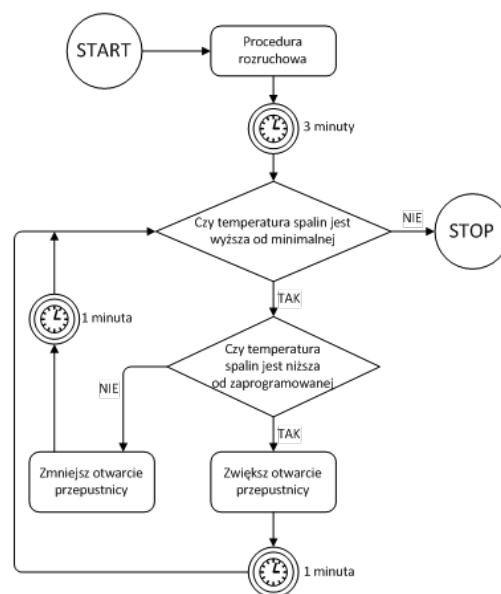 START
Procedura
rozruchowa
3 minuty
Czy temperatura spalin jest
wyższa od minimalnej
NIE
STOP
TAK
1 minuta
Czy temperatura
spalin jest niższa
od zaprogramowanej
NIE
TAK
Zmniejsz otwarcie
przepustnicy
Zwiększ otwarcie
przepustnicy
1 minuta